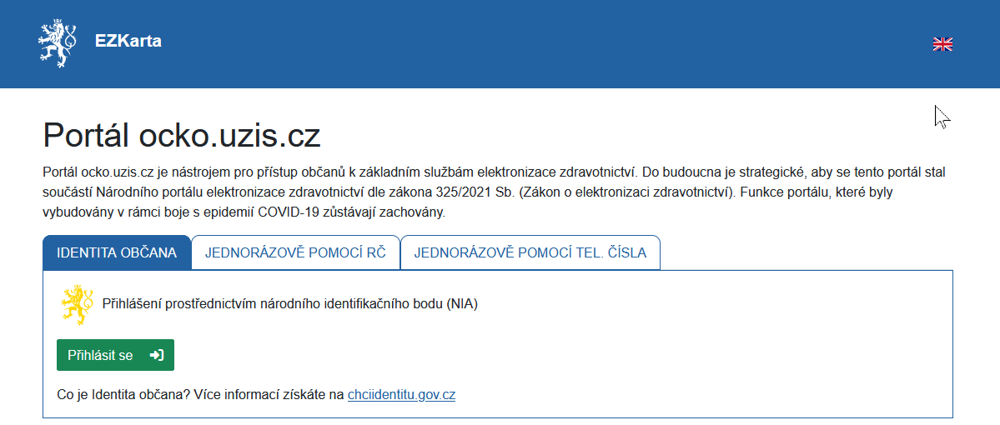 EZKarta
Portál ocko.uzis.cz
Portál ocko.uzis.cz je nástrojem pro přístup občanů k základním službám elektronizace zdravotnictví. Do budoucna je strategické, aby se tento portál stal
součástí Národního portálu elektronizace zdravotnictví dle zákona 325/2021 Sb. (Zákon o elektronizaci zdravotnictví). Funkce portálu, které byly
vybudovány v rámci boje s epidemií COVID-19 zůstávají zachovány.
IDENTITA OBČANA JEDNORÁZOVĚ POMOCÍ RČ JEDNORÁZOVĚ POMOCÍ TEL. ČÍSLA
Přihlášení prostřednictvím národního identifikačního bodu (NIA)
Přihlásit se
Co je Identita občana? Více informací získáte na chciidentitu.gov.cz